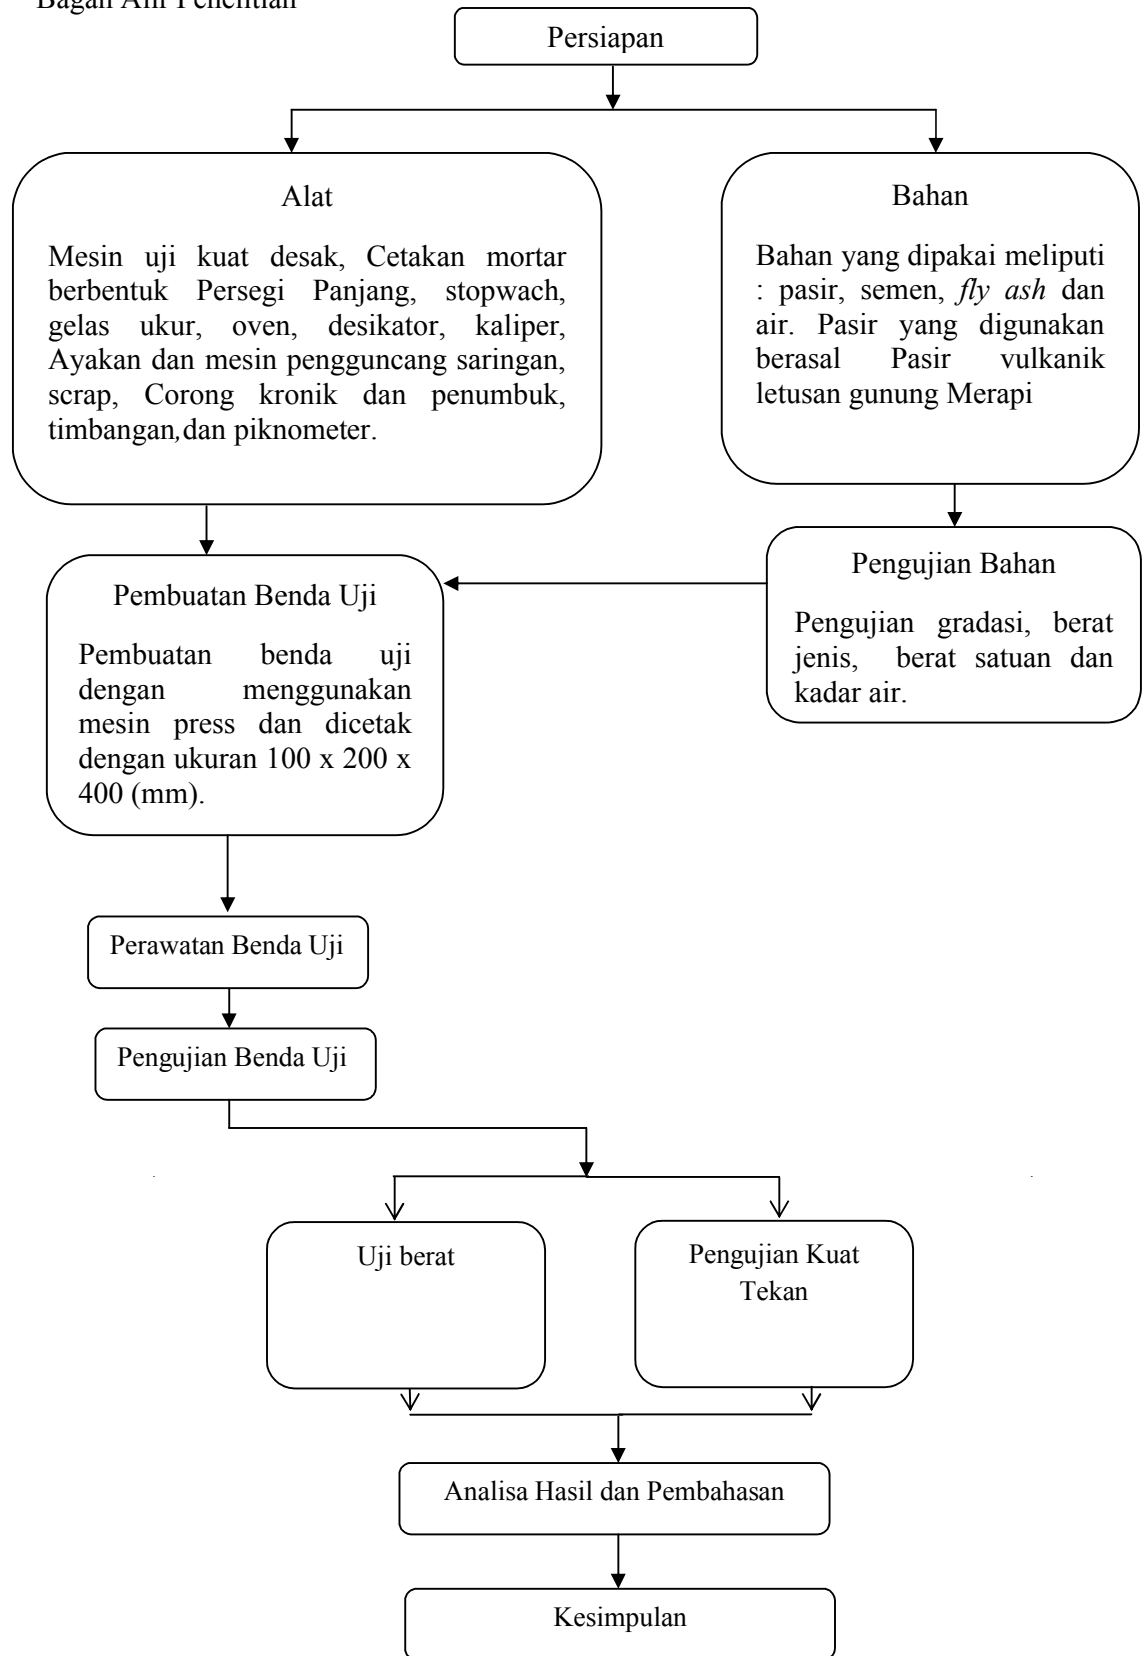 Bagan Alir Penelitian
Persiapan
Alat
Mesin uji kuat desak, Cetakan mortar
berbentuk Persegi Panjang, stopwach,
gelas ukur, oven, desikator, kaliper,
Ayakan dan mesin pengguncang saringan,
scrap, Corong kronik dan penumbuk,
timbangan,dan piknometer.
Bahan
Bahan yang dipakai meliputi
: pasir, semen, fly ash dan
air. Pasir yang digunakan
berasal Pasir vulkanik
letusan gunung Merapi
Pengujian Bahan
Pengujian gradasi, berat
jenis, berat satuan dan
kadar air.
Pembuatan Benda Uji
Pembuatan benda uji
dengan menggunakan
mesin press dan dicetak
dengan ukuran 100 x 200 x
400 (mm).
Perawatan Benda Uji
Pengujian Benda Uji
Uji berat
Pengujian Kuat
Tekan
Analisa Hasil dan Pembahasan
Kesimpulan